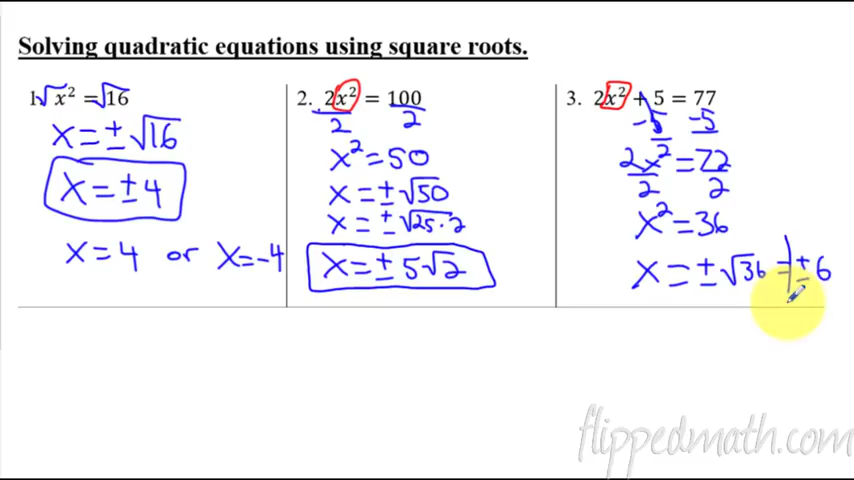 Solving quadratic equations using square roots.
1. √x² = √16
x = ± √16
x = ± 4
x = 4 or x = -4
2. 2x² = 100
2 2
x² = 50
x = ± √50
x = ± √25·2
x = ± 5√2
3. 2x² + 5 = 77
-5 -5
2x² = 72
2 2
x² = 36
x = ± √36 = ± 6
flippedmath.com